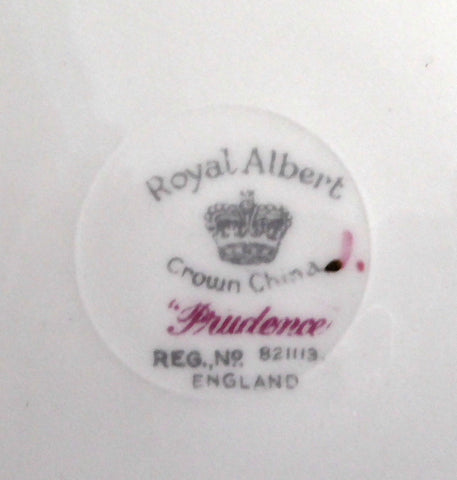 Royal Albert
Crown China
"Prudence"
REG., No. 821113.
ENGLAND